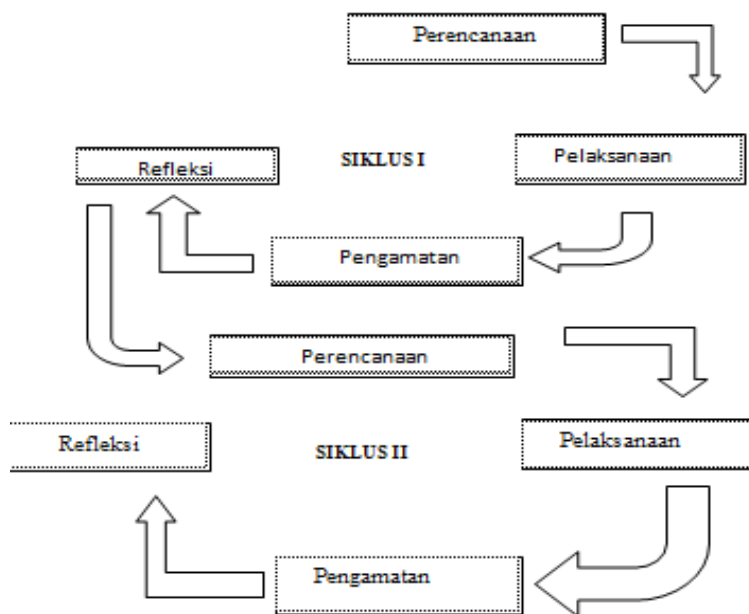 Perencanaan
Refleksi
SIKLUS I
Pelaksanaan
Pengamatan
Perencanaan
Refleksi
SIKLUS II
Pelaksanaan
Pengamatan